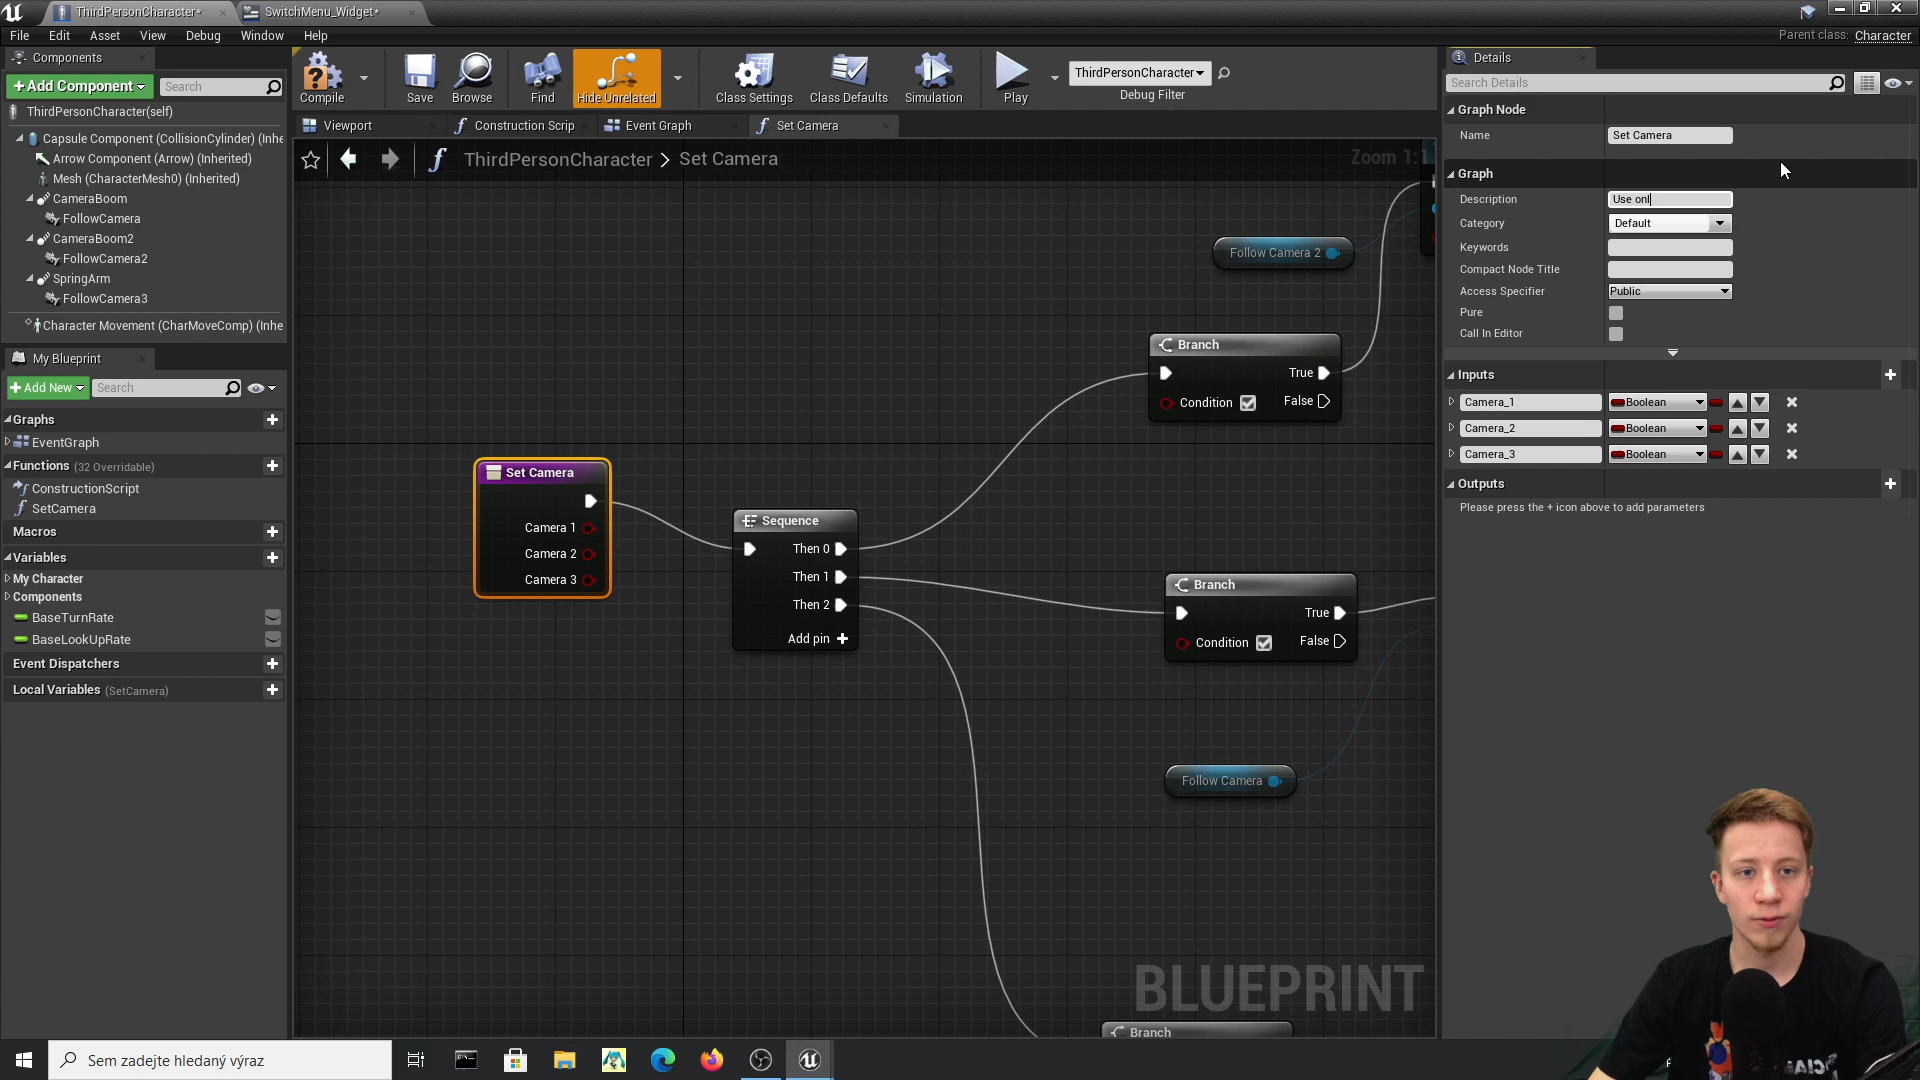 ThirdPersonCharacter*
SwitchMenu_Widget*
File Edit Asset View Debug Window Help
Parent class: Character
Components
+ Add Component
Search
ThirdPersonCharacter(self)
Capsule Component (CollisionCylinder) (Inhe
Arrow Component (Arrow) (Inherited)
Mesh (CharacterMesh0) (Inherited)
CameraBoom
FollowCamera
CameraBoom2
FollowCamera2
SpringArm
FollowCamera3
Character Movement (CharMoveComp) (Inhe
My Blueprint
+ Add New
Search
Graphs
EventGraph
Functions (32 Overridable)
ConstructionScript
SetCamera
Macros
Variables
My Character
Components
BaseTurnRate
BaseLookUpRate
Event Dispatchers
Local Variables (SetCamera)
Compile
Save
Browse
Find
Hide Unrelated
Class Settings
Class Defaults
Simulation
Play
ThirdPersonCharacter
Debug Filter
Viewport
Construction Scrip
Event Graph
Set Camera
ThirdPersonCharacter > Set Camera
Zoom 1:1
Follow Camera 2
Branch
True
Condition
False
Set Camera
Camera 1
Camera 2
Camera 3
Sequence
Then 0
Then 1
Then 2
Add pin +
Branch
True
Condition
False
Follow Camera
Branch
BLUEPRINT
Details
Search Details
Graph Node
Name Set Camera
Graph
Description Use onl
Category Default
Keywords
Compact Node Title
Access Specifier Public
Pure
Call In Editor
Inputs
Camera_1 Boolean
Camera_2 Boolean
Camera_3 Boolean
Outputs
Please press the + icon above to add parameters
Sem zadejte hledaný výraz